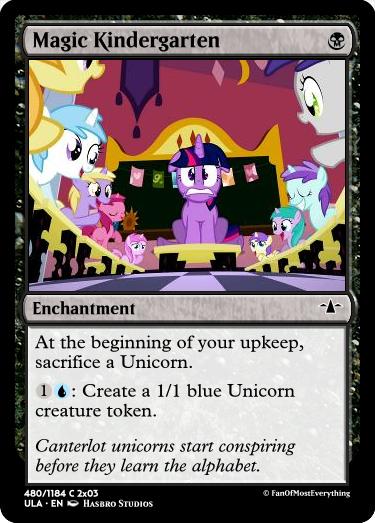 Magic Kindergarten
Enchantment
At the beginning of your upkeep,
sacrifice a Unicorn.
1 : Create a 1/1 blue Unicorn
creature token.
Canterlot unicorns start conspiring
before they learn the alphabet.
480/1184 C 2x03
ULA • EN Hasbro Studios
© FanOfMostEverything